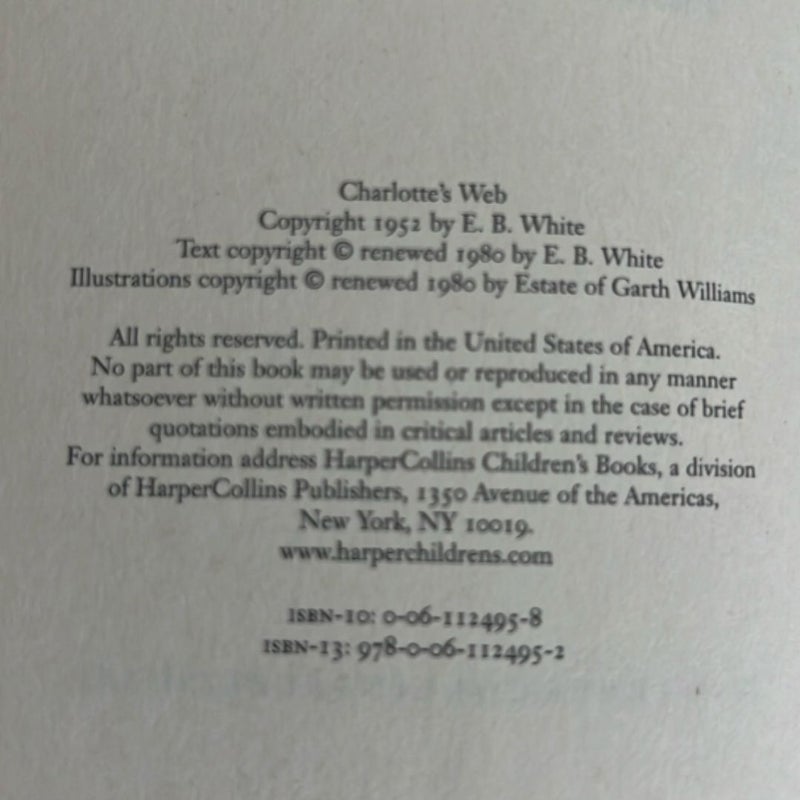 Charlotte's Web
Copyright 1952 by E. B. White
Text copyright © renewed 1980 by E. B. White
Illustrations copyright © renewed 1980 by Estate of Garth Williams
All rights reserved. Printed in the United States of America.
No part of this book may be used or reproduced in any manner
whatsoever without written permission except in the case of brief
quotations embodied in critical articles and reviews.
For information address HarperCollins Children's Books, a division
of HarperCollins Publishers, 1350 Avenue of the Americas,
New York, NY 10019.
www.harperchildrens.com
ISBN-10: 0-06-112495-8
ISBN-13: 978-0-06-112495-2